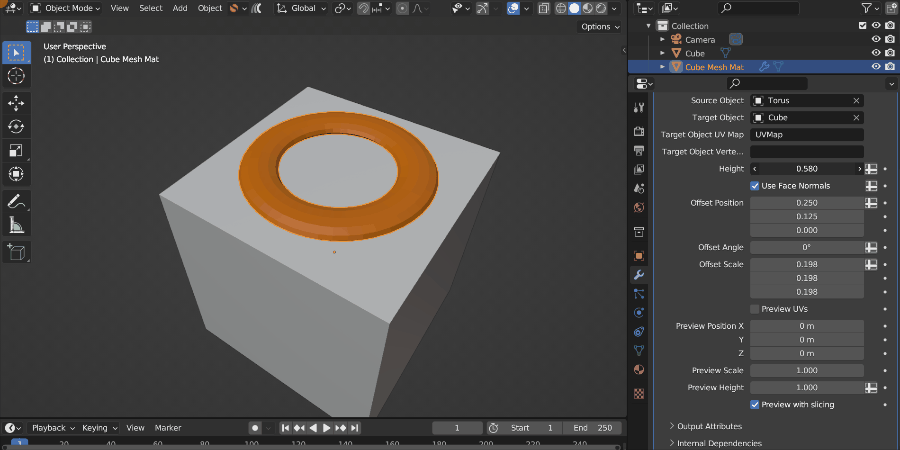 Object Mode View Select Add Object Global
Options
User Perspective
(1) Collection | Cube Mesh Mat
Collection
Camera
Cube
Cube Mesh Mat
Source Object Torus
Target Object Cube
Target Object UV Map UVMap
Target Object Verte...
Height 0.580
Use Face Normals
Offset Position 0.250
0.125
0.000
Offset Angle 0°
Offset Scale 0.198
0.198
0.198
Preview UVs
Preview Position X 0 m
Y 0 m
Z 0 m
Preview Scale 1.000
Preview Height 1.000
Preview with slicing
Output Attributes
Internal Dependencies
Playback Keying View Marker 1 Start 1 End 250
1 20 40 60 80 100 120 140 160 180 200 220 240